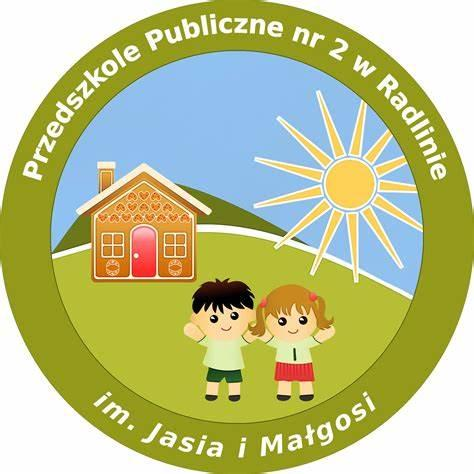 Przedszkole Publiczne nr 2 w Radlinie
im. Jasia i Małgosi